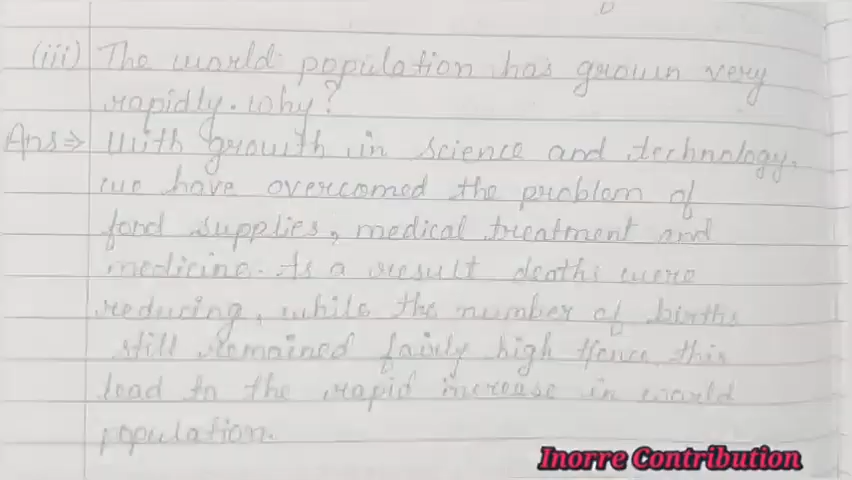 (iii) The world population has grown very
rapidly. Why?
Ans⇒ With growth in science and technology.
we have overcomed the problem of
food supplies, medical treatment and
medicine. As a result deaths were
reducing, while the number of births
still remained fairly high Hence this
lead to the rapid increase in world
population.
Inorre Contribution